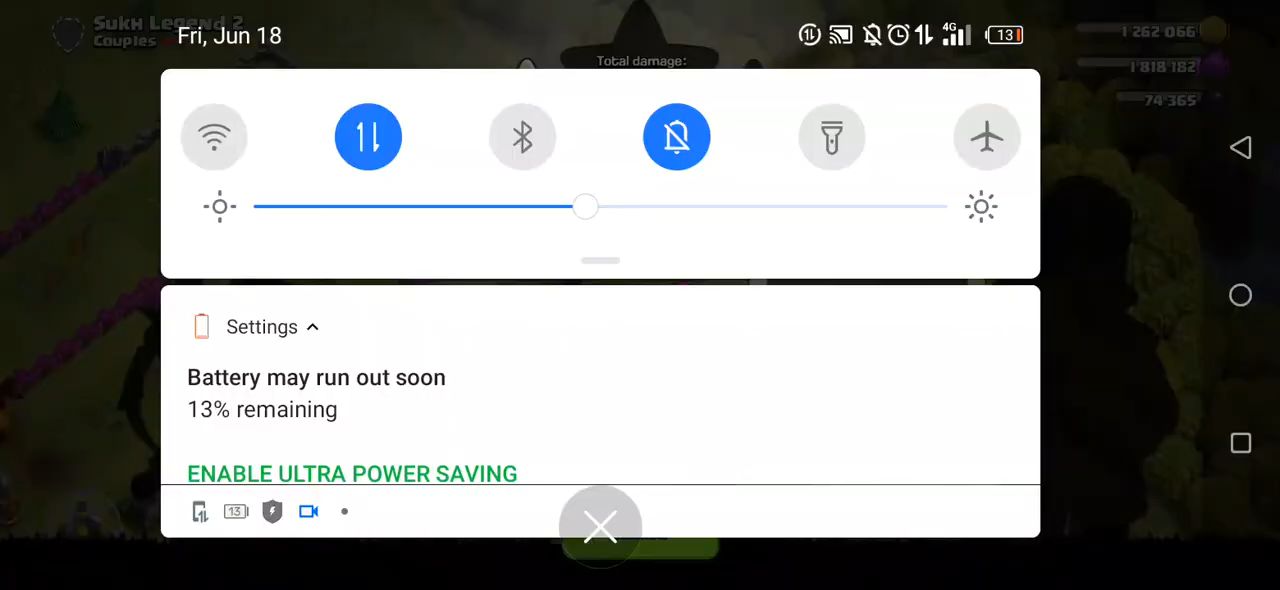 Sukh Legend 2
Couples
Fri, Jun 18
4G
13
Total damage:
1 262 066
1 818 182
74 365
Settings
Battery may run out soon
13% remaining
ENABLE ULTRA POWER SAVING
13